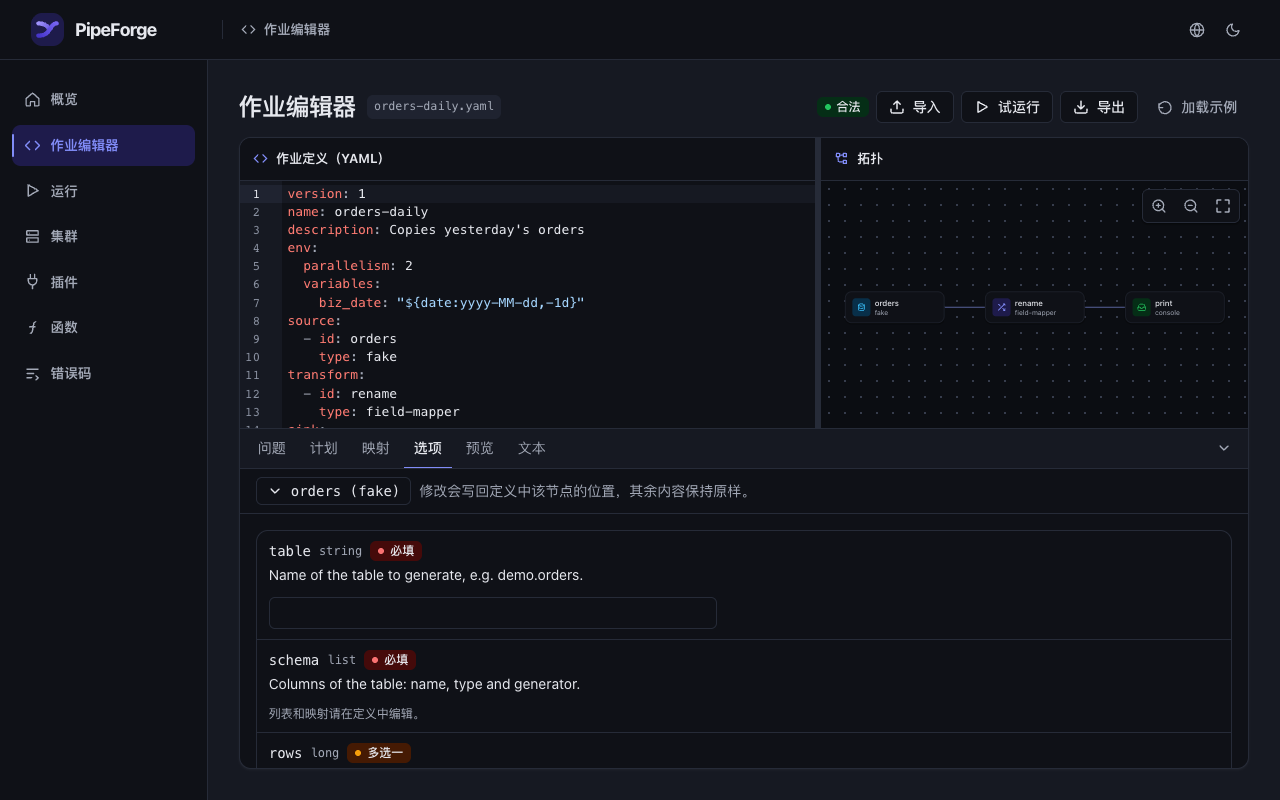 PipeForge
作业编辑器
概览
作业编辑器
运行
集群
插件
函数
错误码
作业编辑器 orders-daily.yaml
合法 导入 试运行 导出 加载示例
作业定义（YAML）
1 version: 1
2 name: orders-daily
3 description: Copies yesterday's orders
4 env:
5 parallelism: 2
6 variables:
7 biz_date: "${date:yyyy-MM-dd,-1d}"
8 source:
9 - id: orders
10 type: fake
11 transform:
12 - id: rename
13 type: field-mapper
拓扑
orders
fake
rename
field-mapper
print
console
问题 计划 映射 选项 预览 文本
orders (fake) 修改会写回定义中该节点的位置，其余内容保持原样。
table string 必填
Name of the table to generate, e.g. demo.orders.
schema list 必填
Columns of the table: name, type and generator.
列表和映射请在定义中编辑。
rows long 多选一